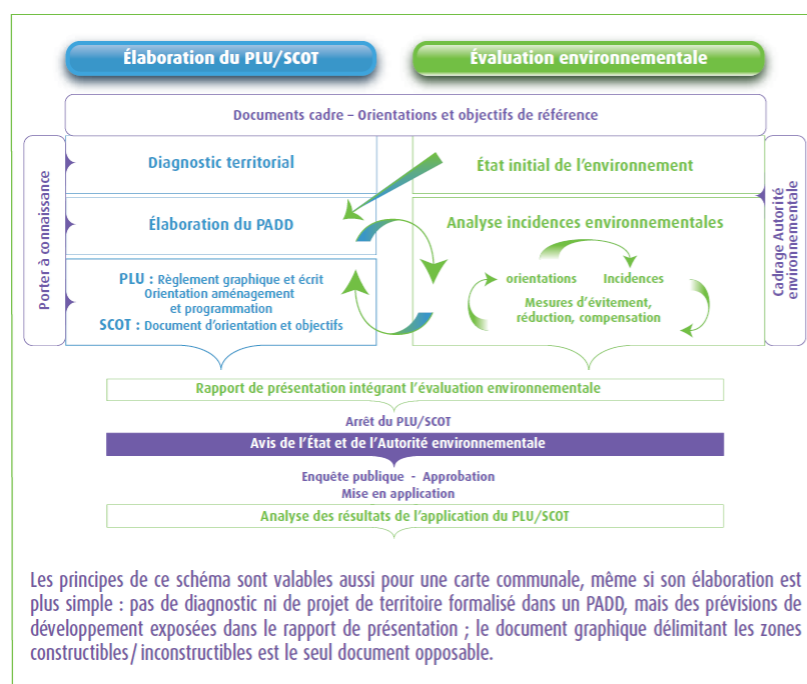 Élaboration du PLU/SCOT
Évaluation environnementale
Documents cadre – Orientations et objectifs de référence
Porter à connaissance
Diagnostic territorial
État initial de l'environnement
Élaboration du PADD
Analyse incidences environnementales
PLU : Règlement graphique et écrit
Orientation aménagement
et programmation
SCOT : Document d'orientation et objectifs
orientations
Incidences
Mesures d'évitement,
réduction, compensation
Cadrage Autorité
environnementale
Rapport de présentation intégrant l'évaluation environnementale
Arrêt du PLU/SCOT
Avis de l'État et de l'Autorité environnementale
Enquête publique - Approbation
Mise en application
Analyse des résultats de l'application du PLU/SCOT
Les principes de ce schéma sont valables aussi pour une carte communale, même si son élaboration est
plus simple : pas de diagnostic ni de projet de territoire formalisé dans un PADD, mais des prévisions de
développement exposées dans le rapport de présentation ; le document graphique délimitant les zones
constructibles / inconstructibles est le seul document opposable.